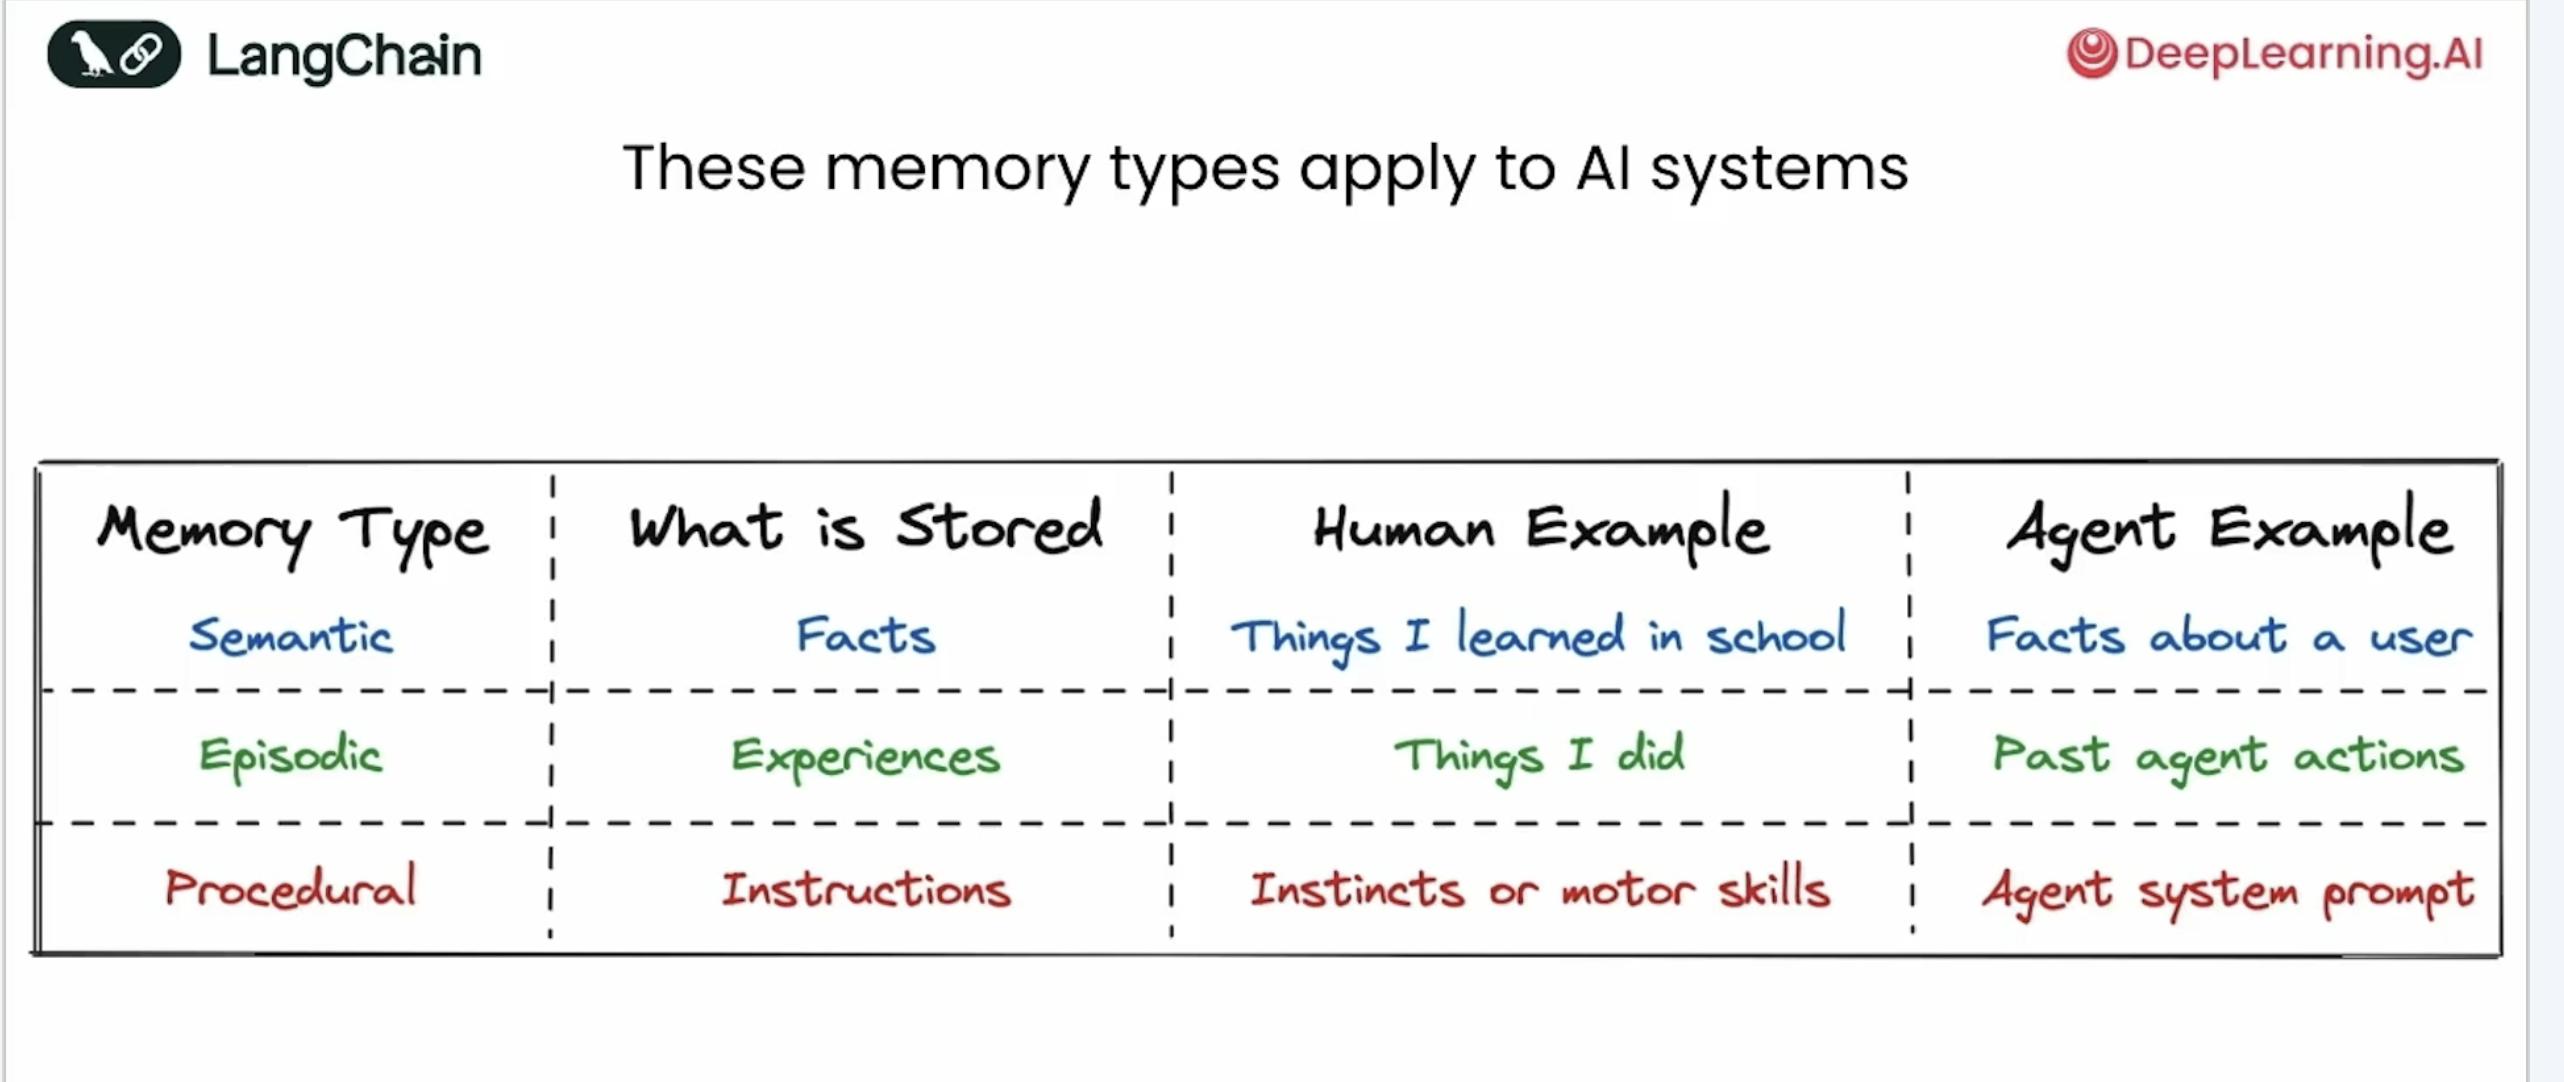 LangChain
DeepLearning.AI
These memory types apply to AI systems
Memory Type What is Stored Human Example Agent Example
Semantic Facts Things I learned in school Facts about a user
Episodic Experiences Things I did Past agent actions
Procedural Instructions Instincts or motor skills Agent system prompt